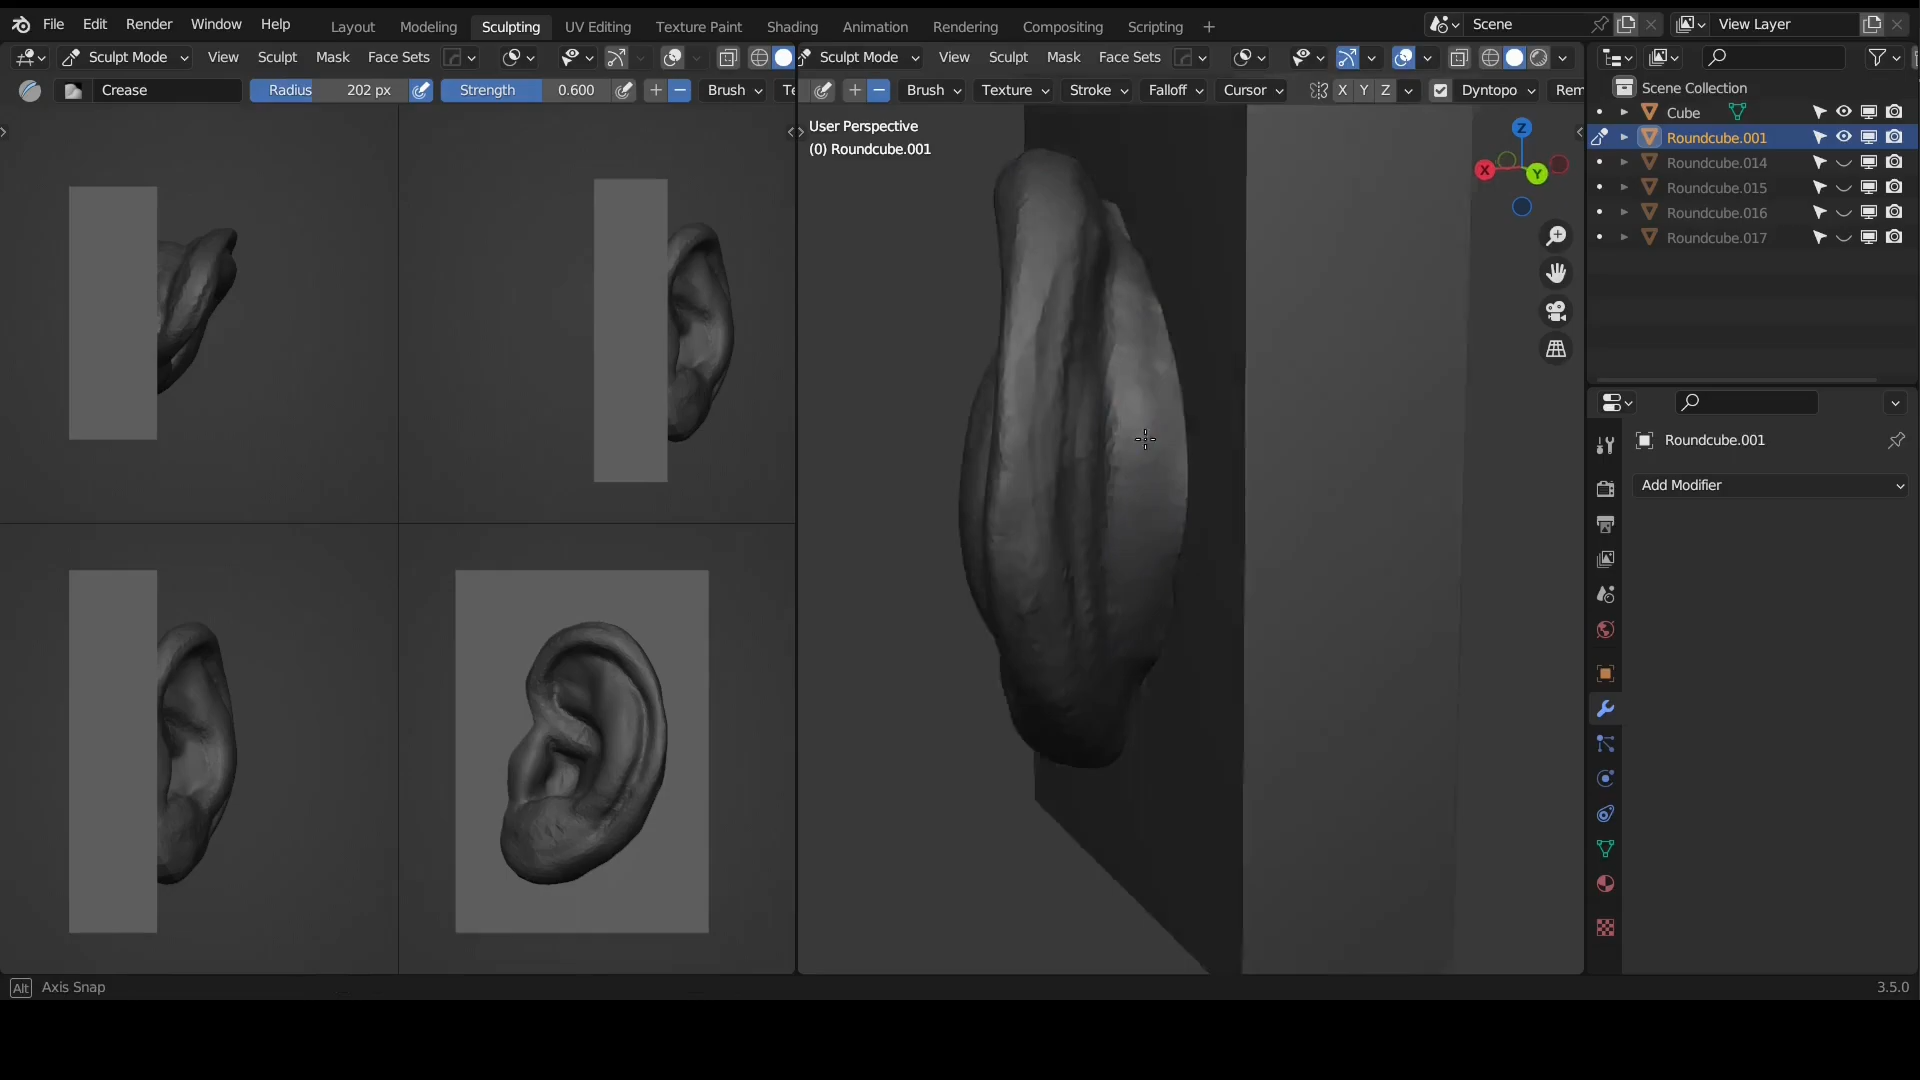 File Edit Render Window Help Layout Modeling Sculpting UV Editing Texture Paint Shading Animation Rendering Compositing Scripting + Scene View Layer
Sculpt Mode View Sculpt Mask Face Sets Sculpt Mode View Sculpt Mask Face Sets
Crease Radius 202 px Strength 0.600 Brush Te Brush Texture Stroke Falloff Cursor X Y Z Dyntopo Rem
User Perspective
(0) Roundcube.001
Z
X
Y
Scene Collection
Cube
Roundcube.001
Roundcube.014
Roundcube.015
Roundcube.016
Roundcube.017
Roundcube.001
Add Modifier
Alt Axis Snap
3.5.0